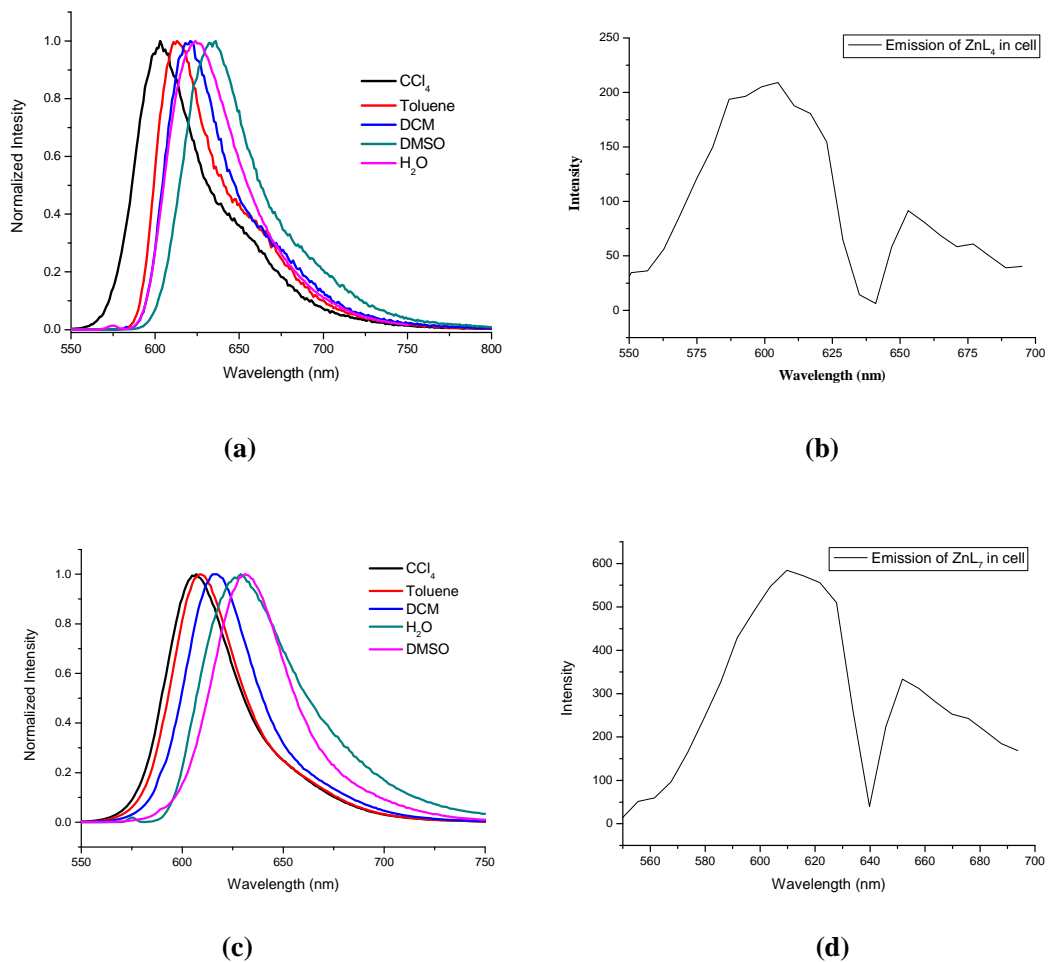 1.0
0.8
0.6
0.4
0.2
0.0
Normalized Intesity
550 600 650 700 750 800
Wavelength (nm)
CCl4
Toluene
DCM
DMSO
H2O
(a)
250
200
150
100
50
0
Intensity
550 575 600 625 650 675 700
Wavelength (nm)
Emission of ZnL4 in cell
(b)
1.0
0.8
0.6
0.4
0.2
0.0
Normalized Intensity
550 600 650 700 750
Wavelength (nm)
CCl4
Toluene
DCM
H2O
DMSO
(c)
600
500
400
300
200
100
0
Intensity
560 580 600 620 640 660 680 700
Wavelength (nm)
Emission of ZnL7 in cell
(d)